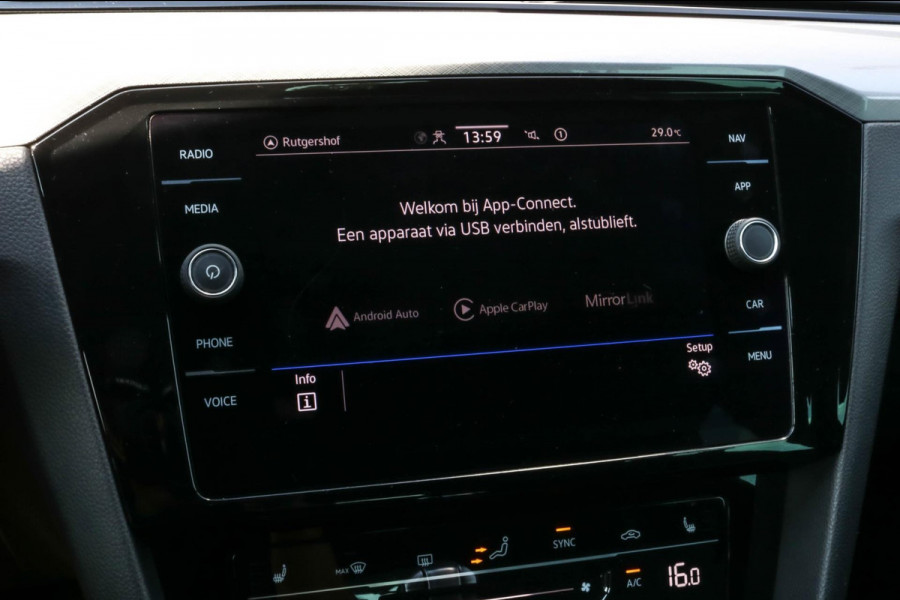 Rutgershof 13:59 1 29.0°C
RADIO
MEDIA
PHONE
VOICE
NAV
APP
CAR
MENU
Welkom bij App-Connect.
Een apparaat via USB verbinden, alstublieft.
Android Auto Apple CarPlay MirrorLink
Info
i
Setup
MAX
SYNC
A/C
16.0